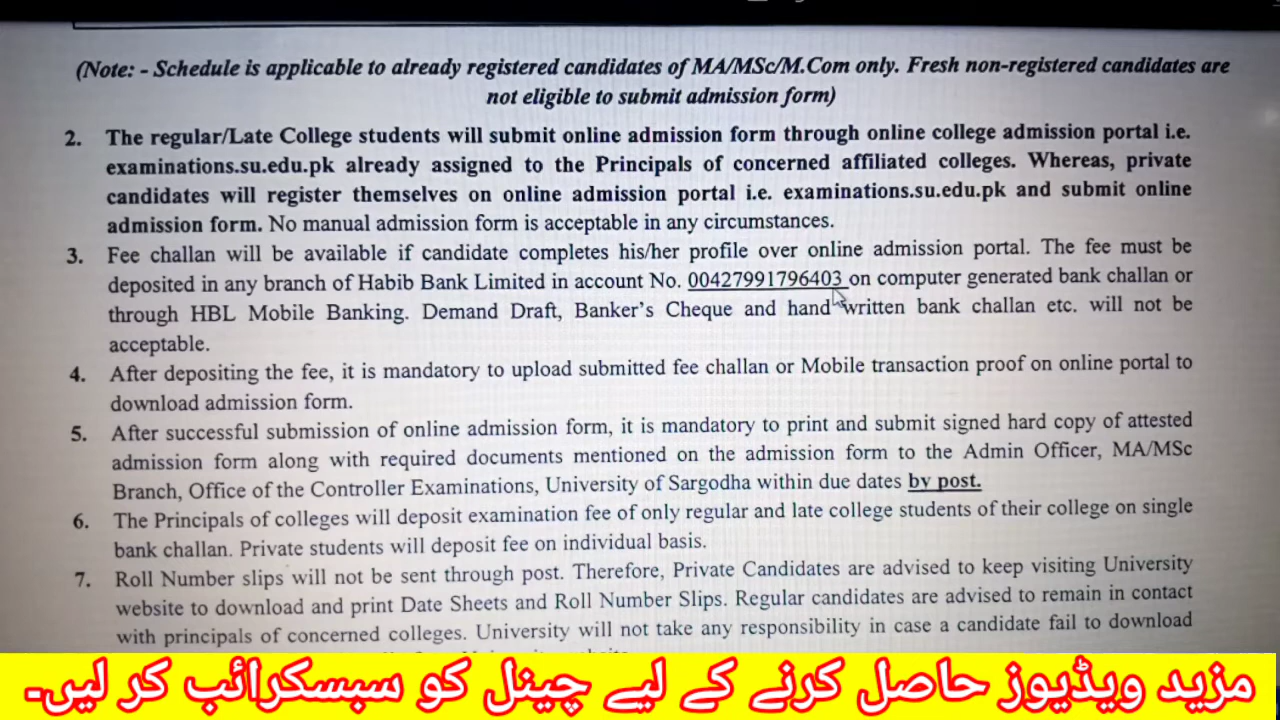 (Note: - Schedule is applicable to already registered candidates of MA/MSc/M.Com only. Fresh non-registered candidates are
not eligible to submit admission form)
2. The regular/Late College students will submit online admission form through online college admission portal i.e.
examinations.su.edu.pk already assigned to the Principals of concerned affiliated colleges. Whereas, private
candidates will register themselves on online admission portal i.e. examinations.su.edu.pk and submit online
admission form. No manual admission form is acceptable in any circumstances.
3. Fee challan will be available if candidate completes his/her profile over online admission portal. The fee must be
deposited in any branch of Habib Bank Limited in account No. 00427991796403 on computer generated bank challan or
through HBL Mobile Banking. Demand Draft, Banker's Cheque and hand written bank challan etc. will not be
acceptable.
4. After depositing the fee, it is mandatory to upload submitted fee challan or Mobile transaction proof on online portal to
download admission form.
5. After successful submission of online admission form, it is mandatory to print and submit signed hard copy of attested
admission form along with required documents mentioned on the admission form to the Admin Officer, MA/MSc
Branch, Office of the Controller Examinations, University of Sargodha within due dates by post.
6. The Principals of colleges will deposit examination fee of only regular and late college students of their college on single
bank challan. Private students will deposit fee on individual basis.
7. Roll Number slips will not be sent through post. Therefore, Private Candidates are advised to keep visiting University
website to download and print Date Sheets and Roll Number Slips. Regular candidates are advised to remain in contact
with principals of concerned colleges. University will not take any responsibility in case a candidate fail to download
مزید ویڈیوز حاصل کرنے کے لیے چینل کو سبسکرائب کر لیں۔